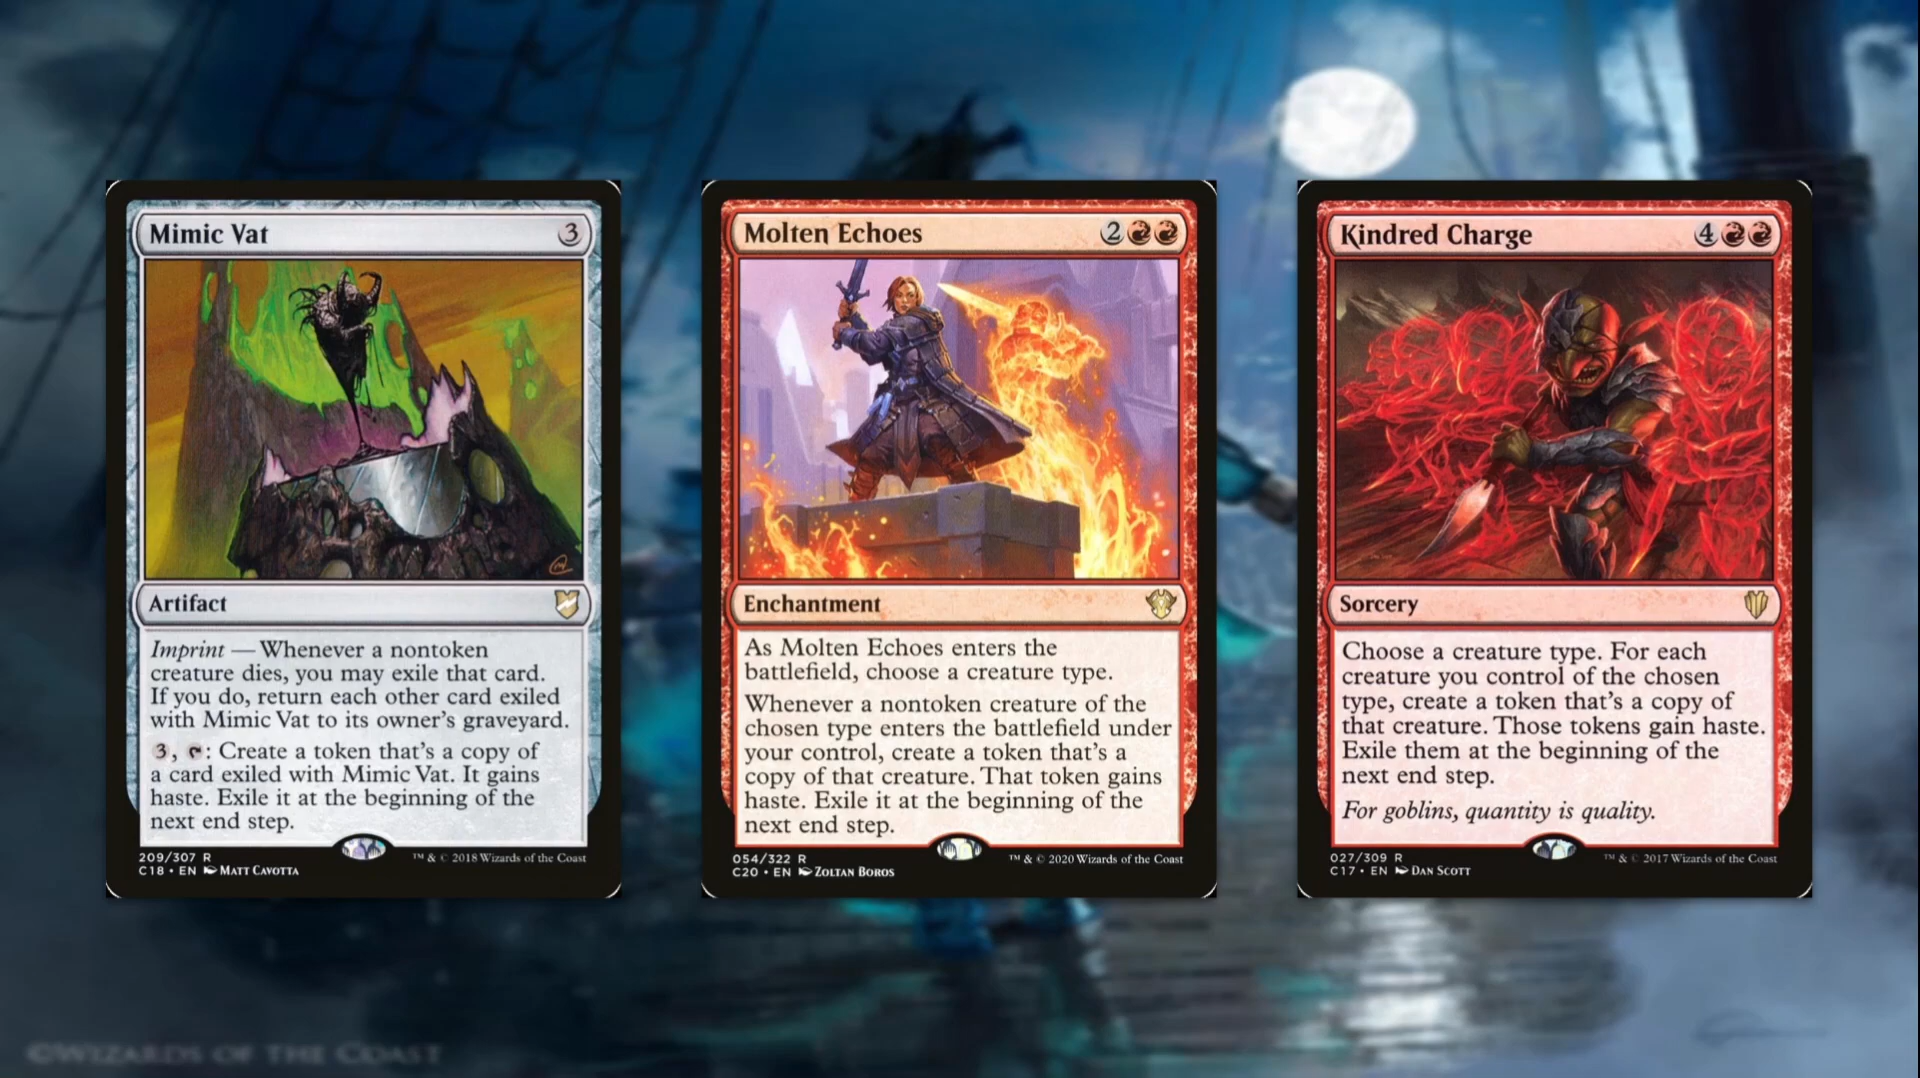 Mimic Vat 3
Artifact
Imprint — Whenever a nontoken
creature dies, you may exile that card.
If you do, return each other card exiled
with Mimic Vat to its owner's graveyard.
3, T: Create a token that's a copy of
a card exiled with Mimic Vat. It gains
haste. Exile it at the beginning of the
next end step.
209/307 R
™ & © 2018 Wizards of the Coast
C18 • EN MATT CAVOTTA
Molten Echoes 2
Enchantment
As Molten Echoes enters the
battlefield, choose a creature type.
Whenever a nontoken creature of the
chosen type enters the battlefield under
your control, create a token that's a
copy of that creature. That token gains
haste. Exile it at the beginning of the
next end step.
054/322 R
™ & © 2020 Wizards of the Coast
C20 • EN ZOLTAN BOROS
Kindred Charge 4
Sorcery
Choose a creature type. For each
creature you control of the chosen
type, create a token that's a copy of
that creature. Those tokens gain haste.
Exile them at the beginning of the
next end step.
For goblins, quantity is quality.
027/309 R
™ & © 2017 Wizards of the Coast
C17 • EN DAN SCOTT
©WIZARDS OF THE COAST